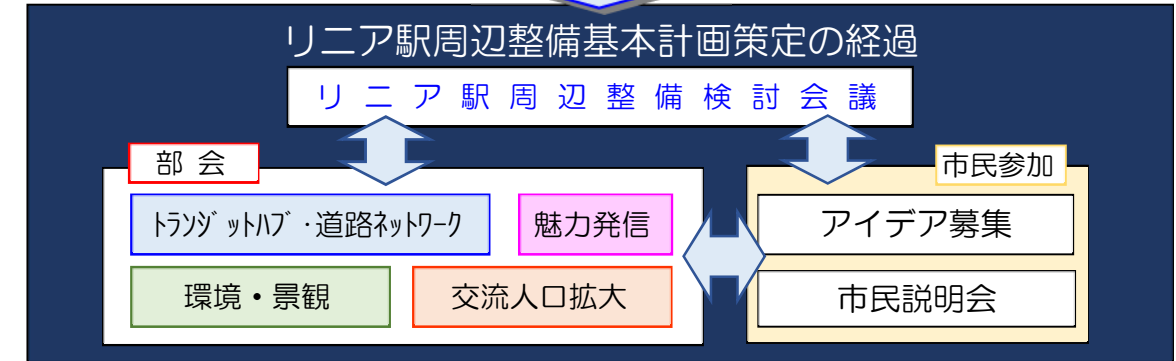 リニア駅周辺整備基本計画策定の経過
リニア駅周辺整備検討会議
部会
市民参加
ﾄﾗﾝｼﾞｯﾄﾊﾌﾞ・道路ﾈｯﾄﾜｰｸ
魅力発信
アイデア募集
環境・景観
交流人口拡大
市民説明会